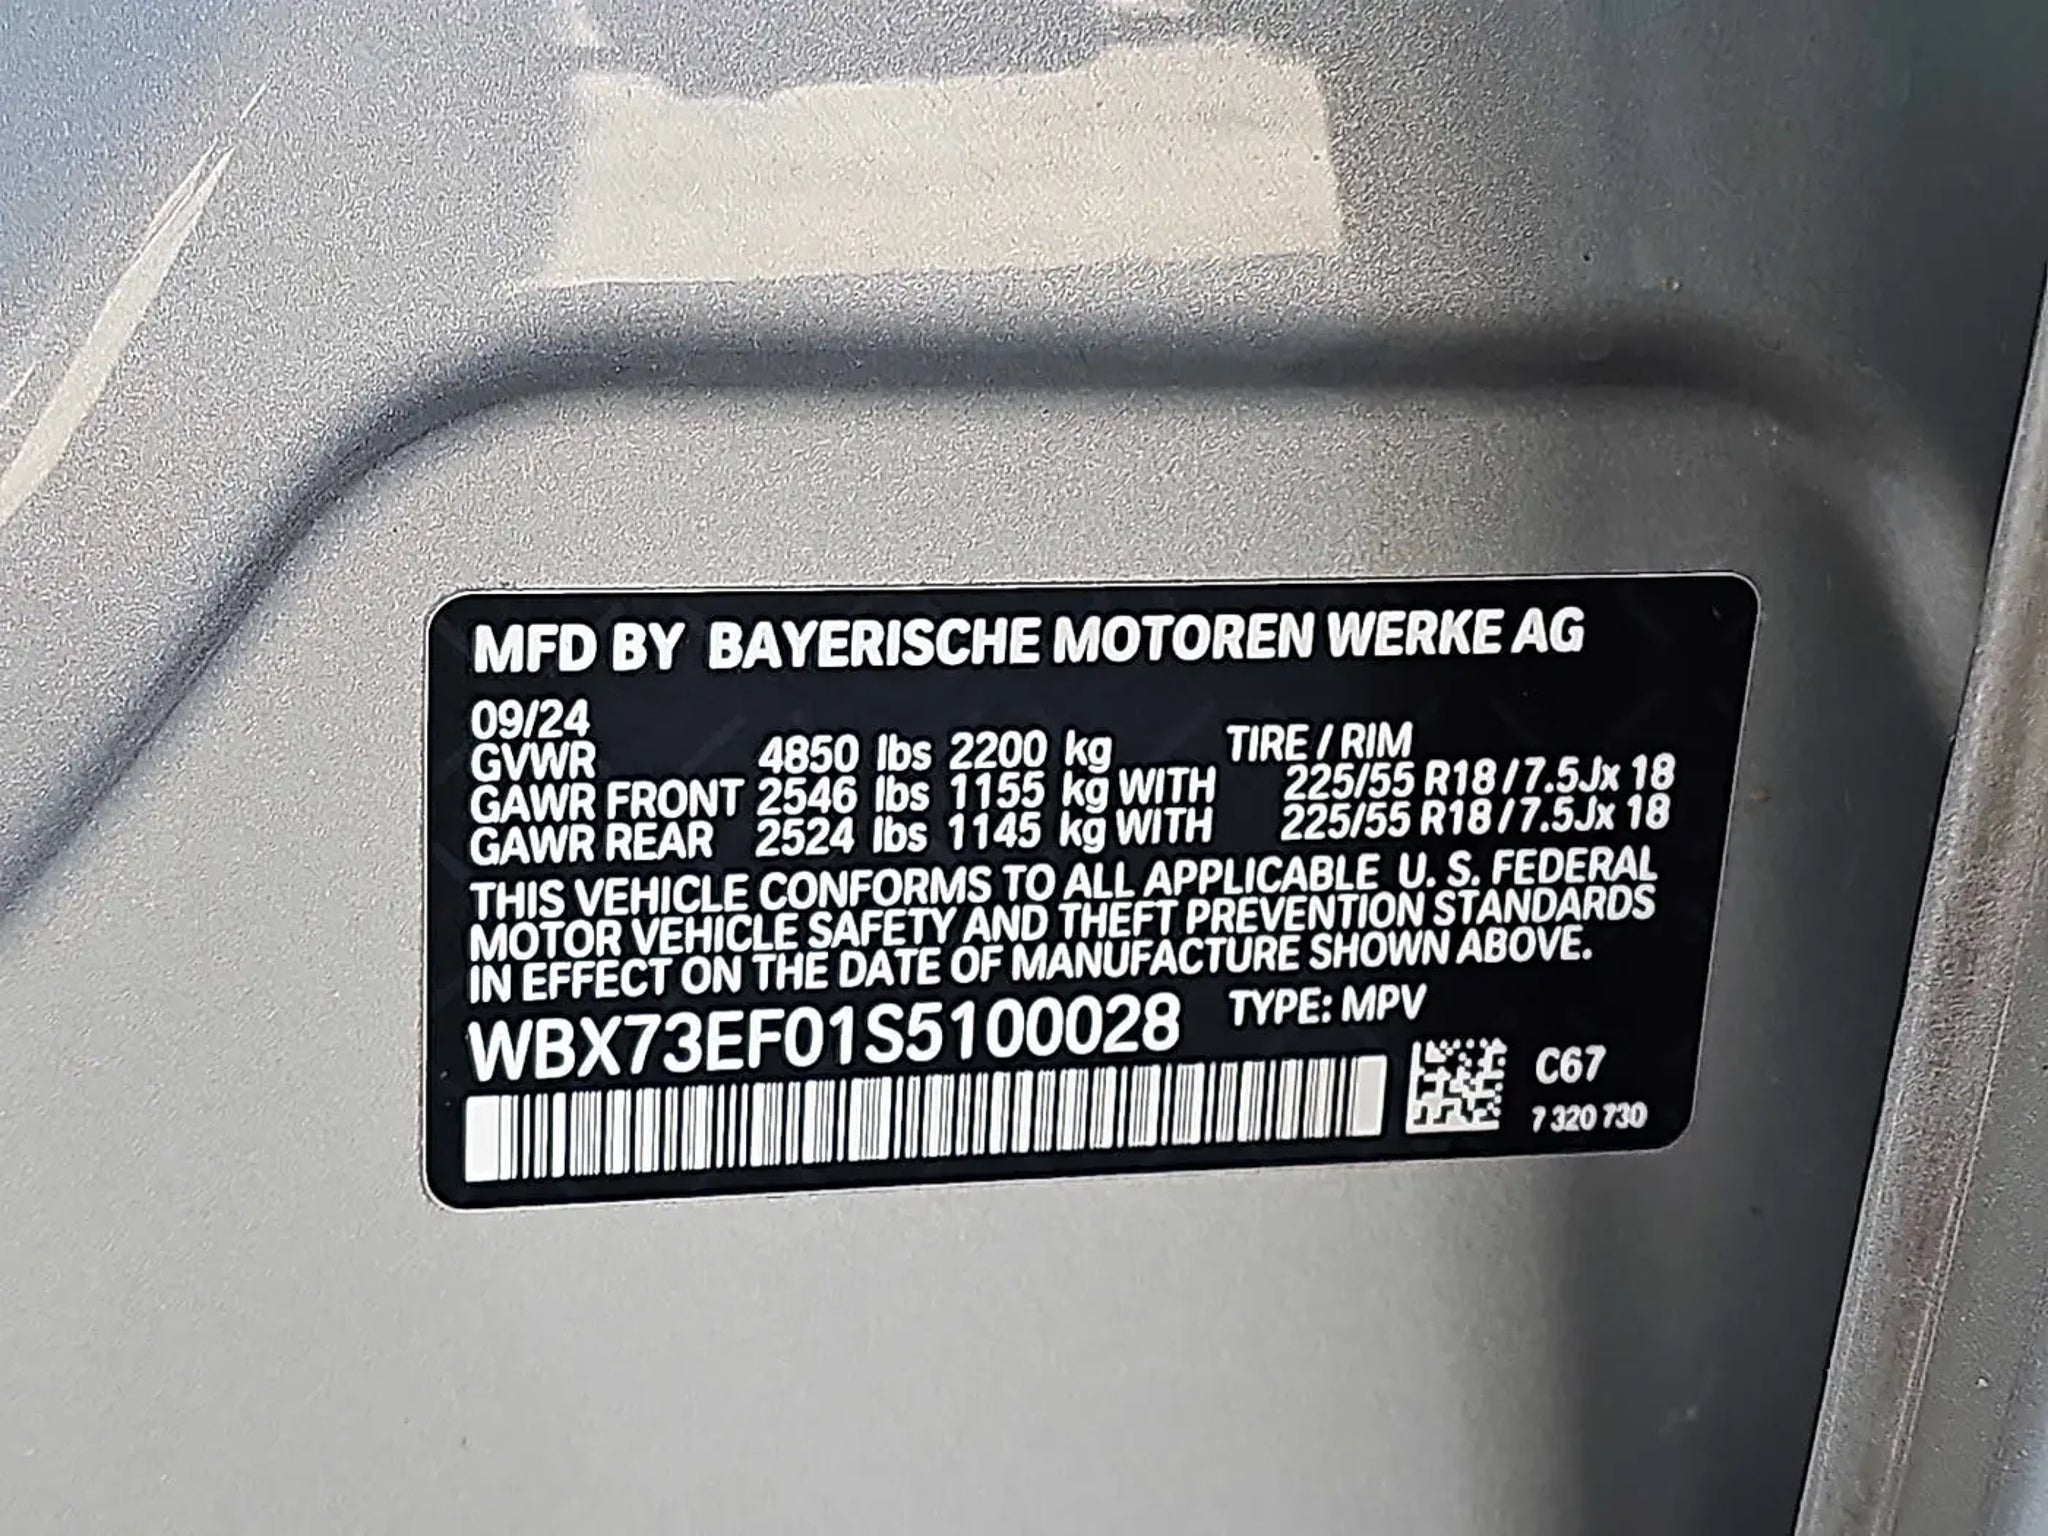 MFD BY BAYERISCHE MOTOREN WERKE AG
09/24
GVWR 4850 lbs 2200 kg TIRE / RIM
GAWR FRONT 2546 lbs 1155 kg WITH 225/55 R18 / 7.5Jx 18
GAWR REAR 2524 lbs 1145 kg WITH 225/55 R18 / 7.5Jx 18
THIS VEHICLE CONFORMS TO ALL APPLICABLE U. S. FEDERAL
MOTOR VEHICLE SAFETY AND THEFT PREVENTION STANDARDS
IN EFFECT ON THE DATE OF MANUFACTURE SHOWN ABOVE.
WBX73EF01S5100028 TYPE: MPV
C67
7 320 730